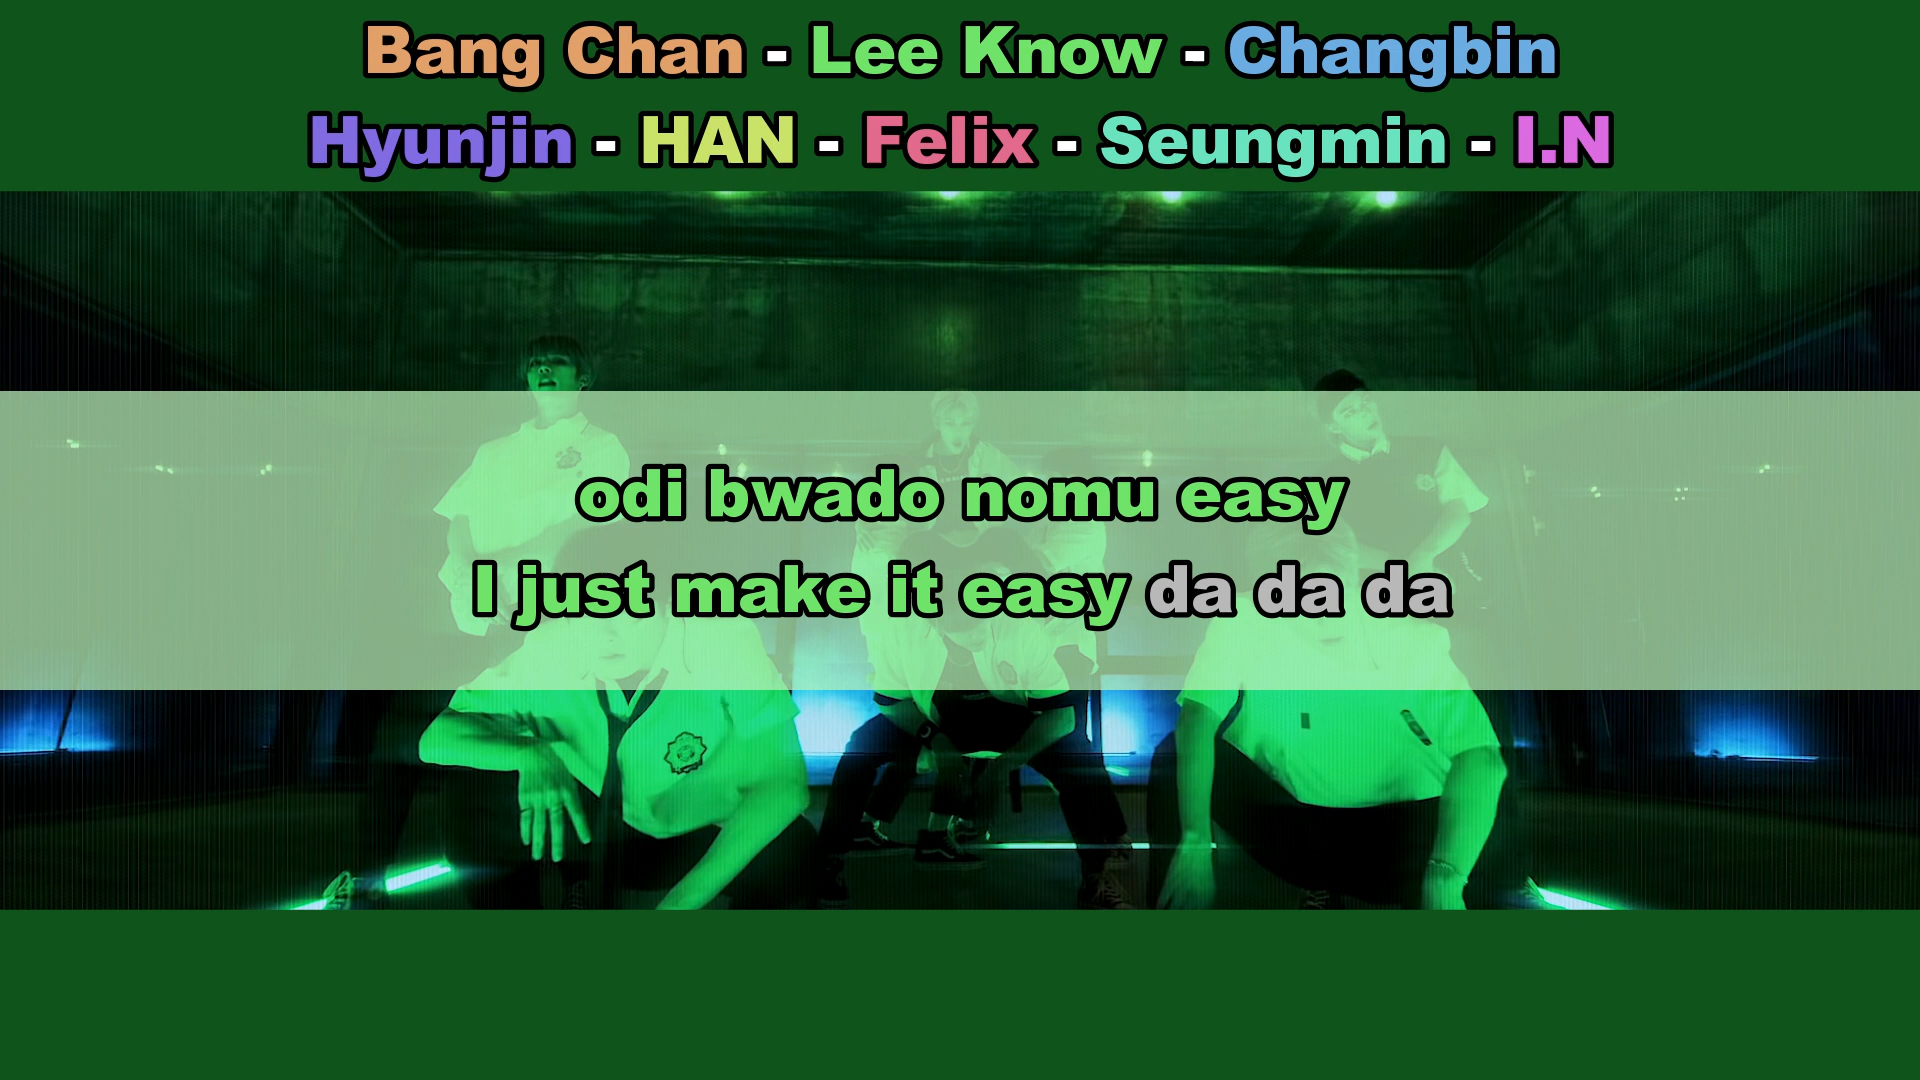 Bang Chan - Lee Know - Changbin
Hyunjin - HAN - Felix - Seungmin - I.N
odi bwado nomu easy
I just make it easy da da da